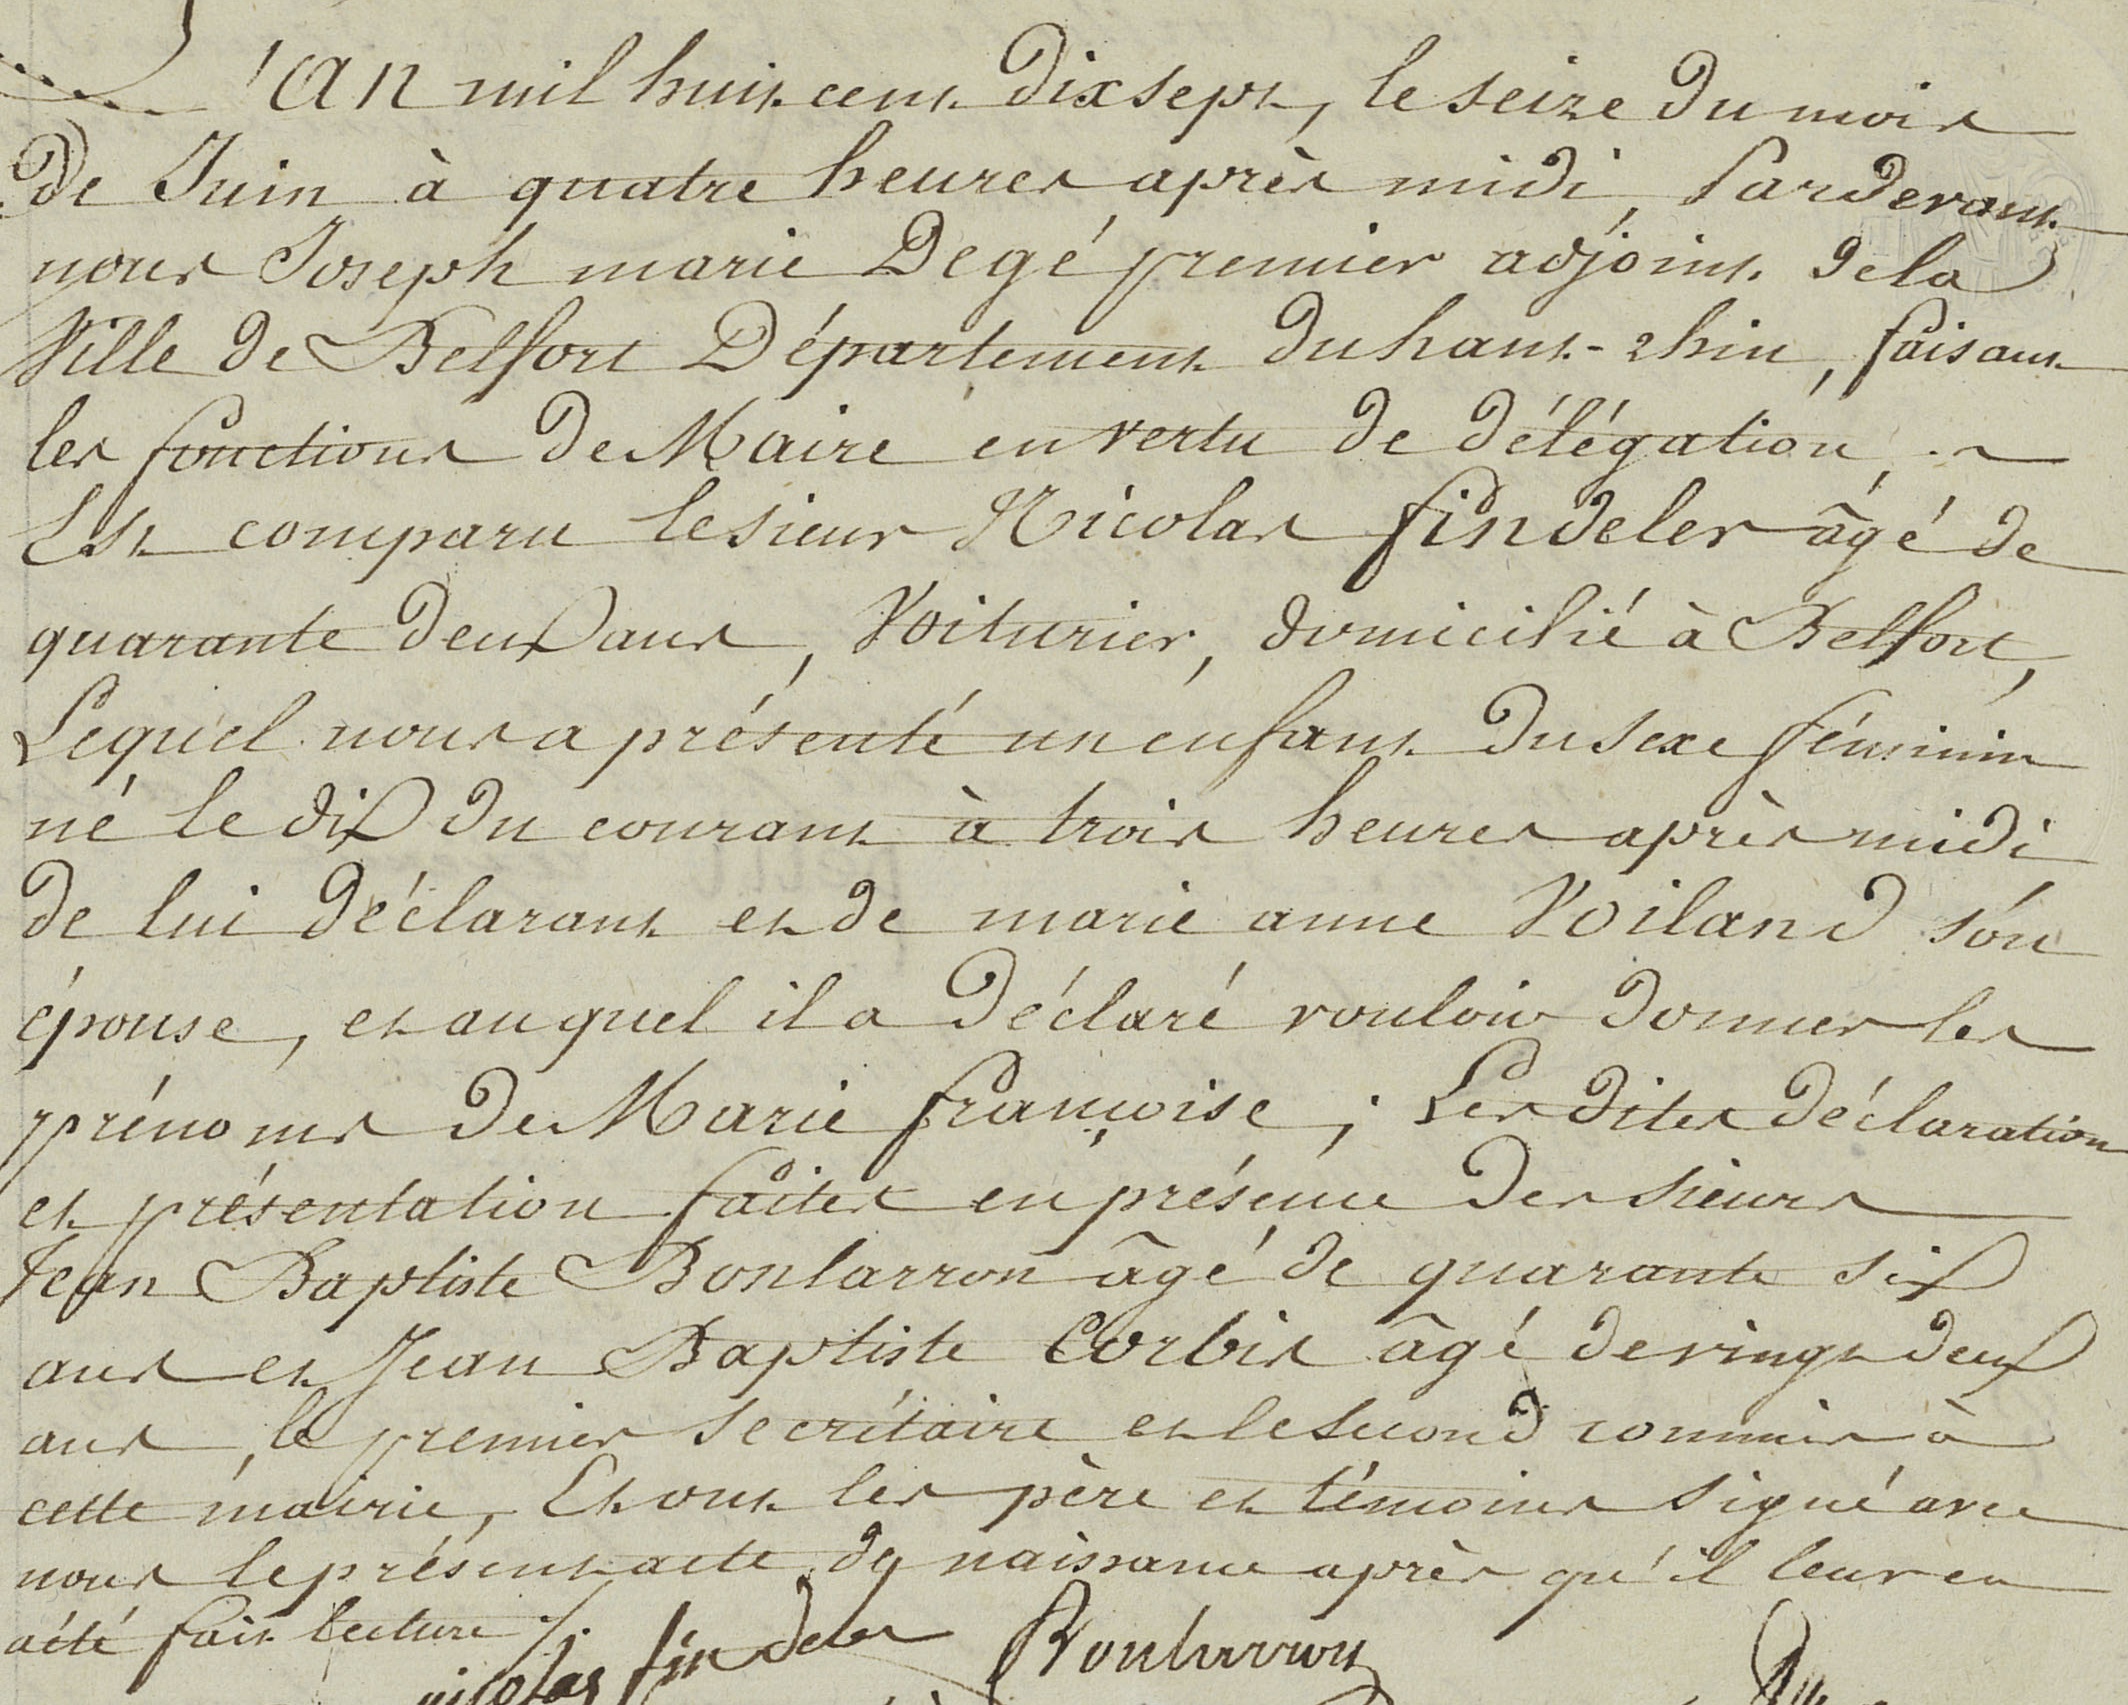 L'AN mil huit cent dix sept, le seize du mois
de Juin à quatre heures après midi, Pardevant
nous Joseph marie Degé premier adjoint de la
Ville de Belfort Département du haut-rhin, faisant
les fonctions de Maire en vertu de délégation,
Est comparu le sieur Nicolas findeler âgé de
quarante deux ans, Voiturier, domicilié à Belfort,
Lequel nous a présenté un enfant du sexe féminin
né le dix du courant à trois heures après midi
de lui déclarant et de marie anne Voiland son
épouse, et auquel il a déclaré vouloir donner les
prénoms de Marie françoise; Les dites déclaration
et présentation faites en présence des sieurs
Jean Baptiste Bontarron âgé de quarante six
ans et Jean Baptiste Corbis âgé de vingt deux
ans, le premier secrétaire et le second commis à
cette mairie, Et ont les père et témoins signé avec
nous le présent acte de naissance après qu'il leur en
a été fait lecture ./.
nicolas findeler Bontarron